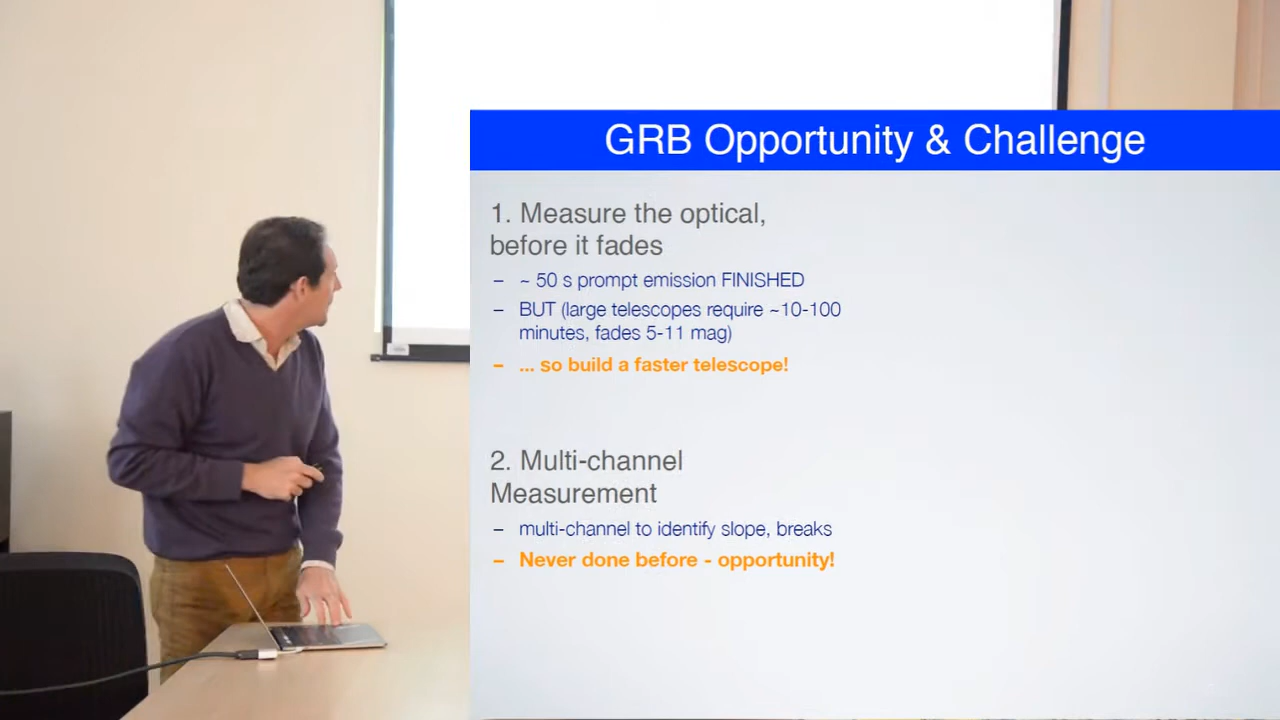 GRB Opportunity & Challenge
1. Measure the optical,
before it fades
– ~ 50 s prompt emission FINISHED
– BUT (large telescopes require ~10-100
minutes, fades 5-11 mag)
– ... so build a faster telescope!
2. Multi-channel
Measurement
– multi-channel to identify slope, breaks
– Never done before - opportunity!